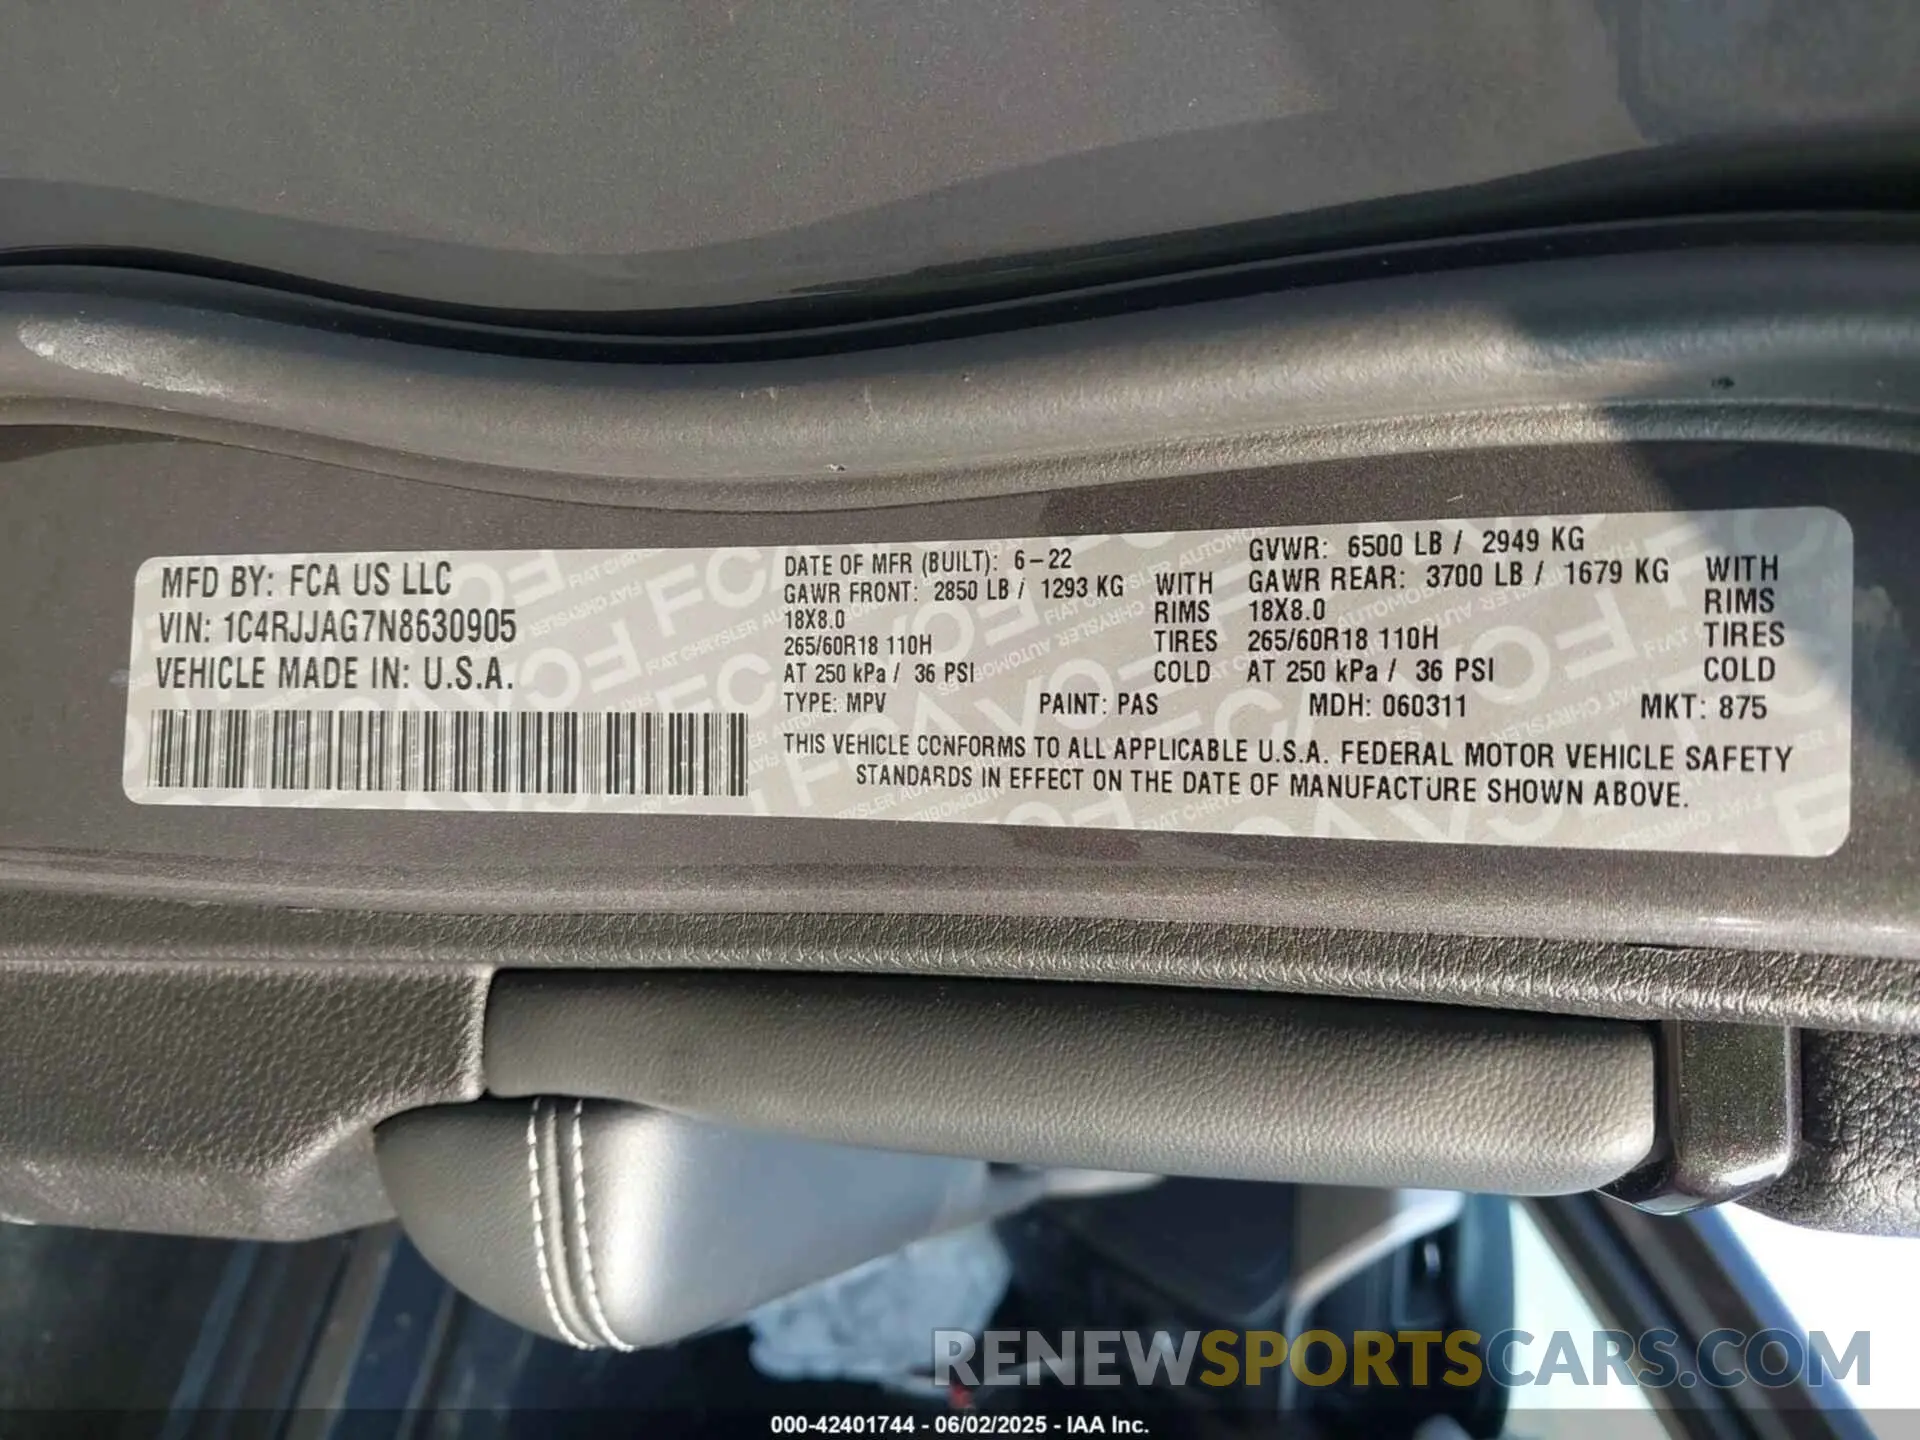 MFD BY: FCA US LLC
VIN: 1C4RJJAG7N8630905
VEHICLE MADE IN: U.S.A.
DATE OF MFR (BUILT): 6-22
GAWR FRONT: 2850 LB / 1293 KG WITH
18X8.0 RIMS
265/60R18 110H TIRES
AT 250 kPa / 36 PSI COLD
GVWR: 6500 LB / 2949 KG
GAWR REAR: 3700 LB / 1679 KG WITH
18X8.0 RIMS
265/60R18 110H TIRES
AT 250 kPa / 36 PSI COLD
TYPE: MPV PAINT: PAS MDH: 060311 MKT: 875
THIS VEHICLE CONFORMS TO ALL APPLICABLE U.S.A. FEDERAL MOTOR VEHICLE SAFETY
STANDARDS IN EFFECT ON THE DATE OF MANUFACTURE SHOWN ABOVE.
RENEWSPORTSCARS.COM
000-42401744 - 06/02/2025 - IAA Inc.